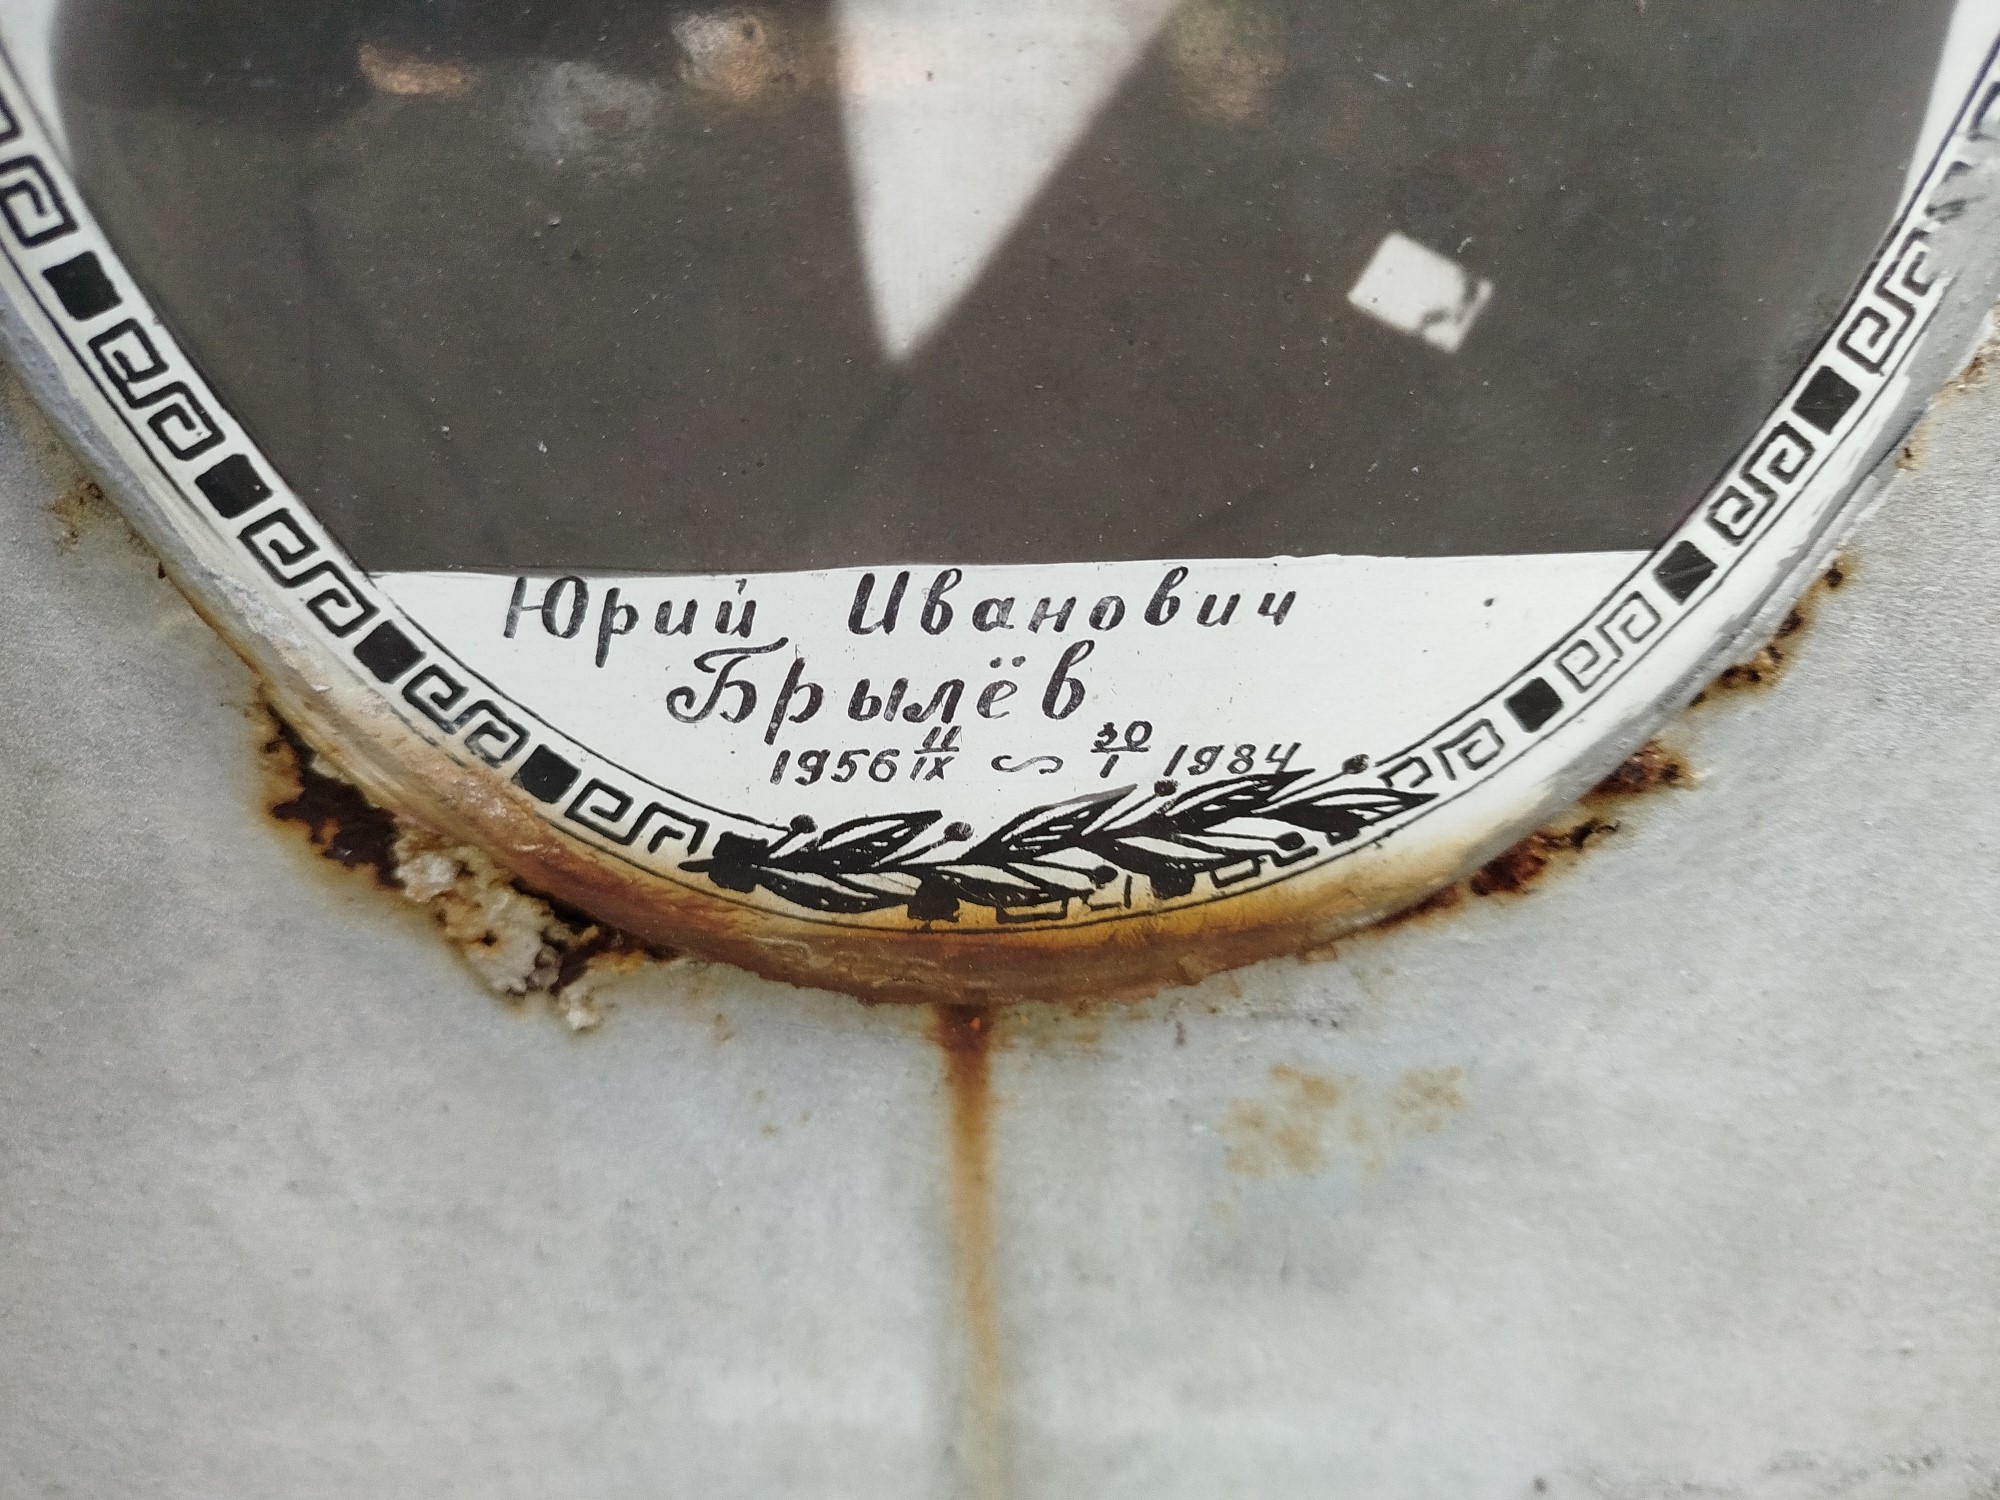 Юрий Иванович
Брылёв
1956 11/IX ~ 30/I 1984